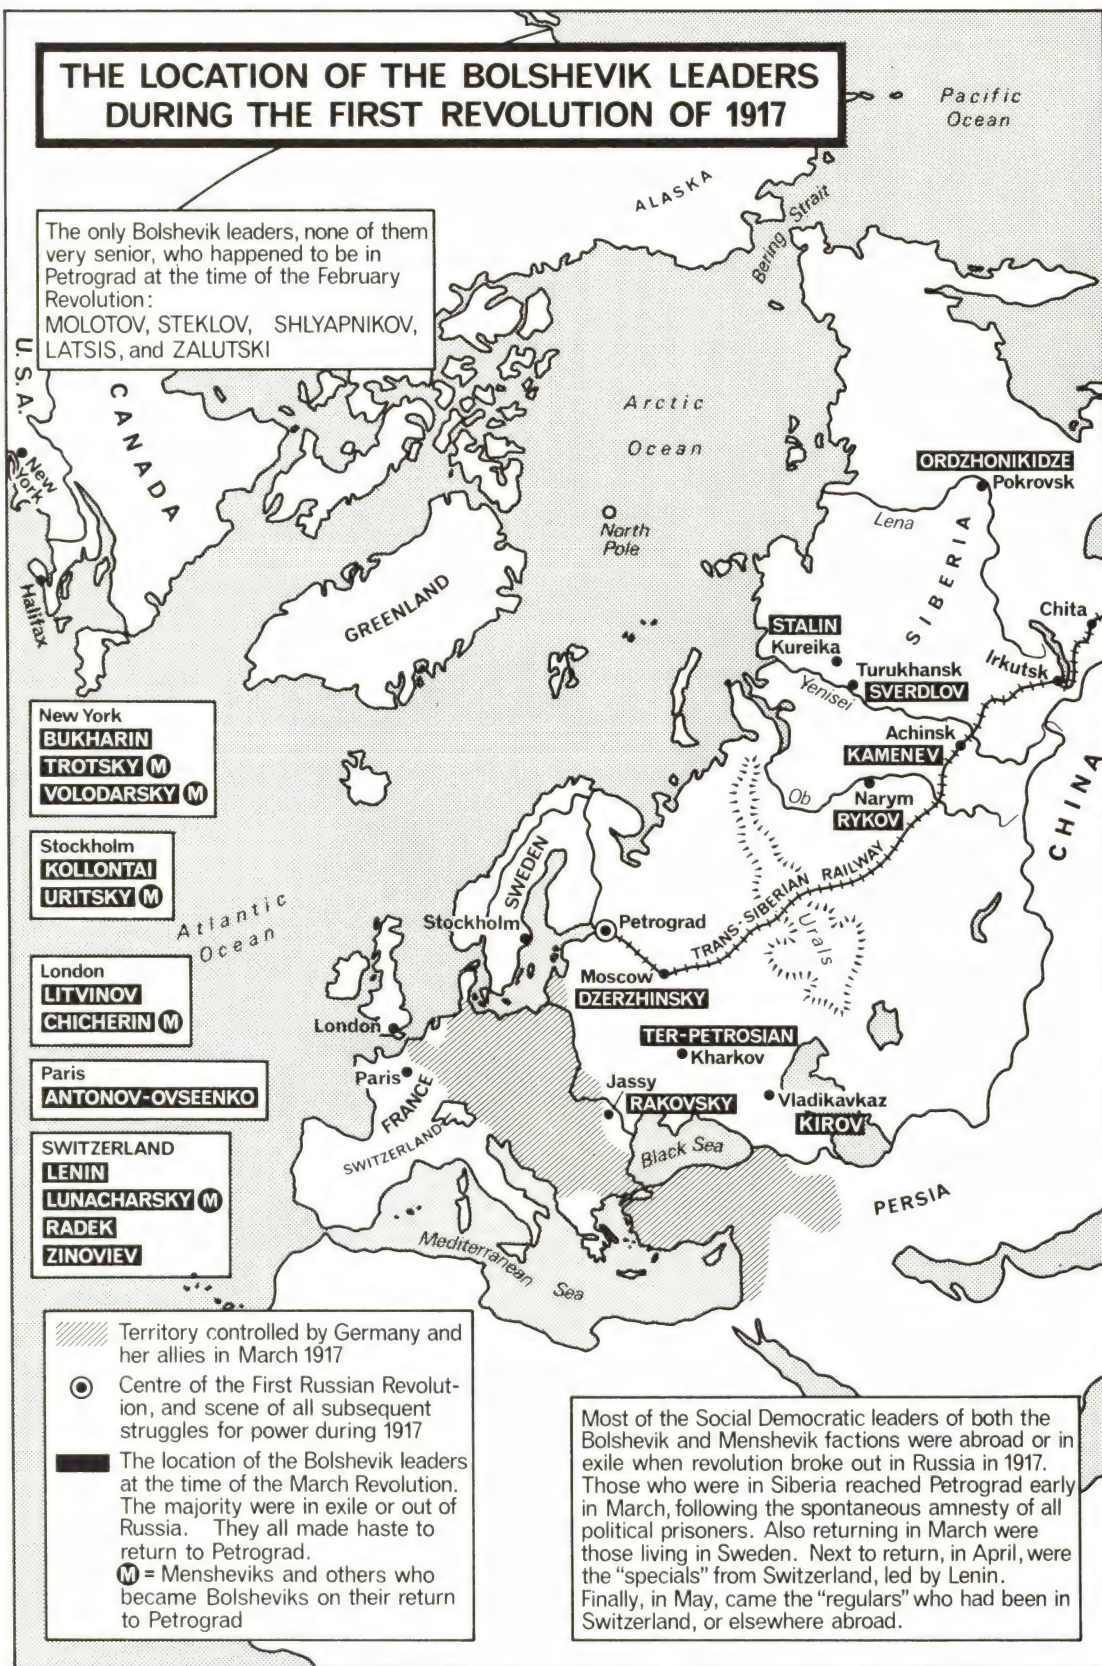 THE LOCATION OF THE BOLSHEVIK LEADERS
DURING THE FIRST REVOLUTION OF 1917
Pacific
Ocean
ALASKA
Bering Strait
The only Bolshevik leaders, none of them
very senior, who happened to be in
Petrograd at the time of the February
Revolution:
MOLOTOV, STEKLOV, SHLYAPNIKOV,
LATSIS, and ZALUTSKI
U.S.A.
CANADA
New
York
Halifax
Arctic
Ocean
North
Pole
GREENLAND
ORDZHONIKIDZE
Pokrovsk
Lena
SIBERIA
Chita
STALIN
Kureika
Turukhansk
SVERDLOV
Irkutsk
Yenisei
Achinsk
KAMENEV
Ob
Narym
RYKOV
CHINA
New York
BUKHARIN
TROTSKY M
VOLODARSKY M
Stockholm
KOLLONTAI
URITSKY M
London
LITVINOV
CHICHERIN M
Paris
ANTONOV-OVSEENKO
SWITZERLAND
LENIN
LUNACHARSKY M
RADEK
ZINOVIEV
Atlantic
Ocean
SWEDEN
Stockholm
Petrograd
TRANS-SIBERIAN RAILWAY
Urals
Moscow
DZERZHINSKY
London
TER-PETROSIAN
Kharkov
Paris
FRANCE
Jassy
RAKOVSKY
Vladikavkaz
KIROV
SWITZERLAND
Black Sea
PERSIA
Mediterranean
Sea
Territory controlled by Germany and
her allies in March 1917
Centre of the First Russian Revolut-
ion, and scene of all subsequent
struggles for power during 1917
The location of the Bolshevik leaders
at the time of the March Revolution.
The majority were in exile or out of
Russia. They all made haste to
return to Petrograd.
M = Mensheviks and others who
became Bolsheviks on their return
to Petrograd
Most of the Social Democratic leaders of both the
Bolshevik and Menshevik factions were abroad or in
exile when revolution broke out in Russia in 1917.
Those who were in Siberia reached Petrograd early
in March, following the spontaneous amnesty of all
political prisoners. Also returning in March were
those living in Sweden. Next to return, in April, were
the "specials" from Switzerland, led by Lenin.
Finally, in May, came the "regulars" who had been in
Switzerland, or elsewhere abroad.